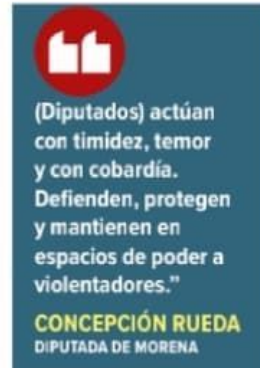 (Diputados) actúan
con timidez, temor
y con cobardía.
Defienden, protegen
y mantienen en
espacios de poder a
violentadores.”
CONCEPCIÓN RUEDA
DIPUTADA DE MORENA